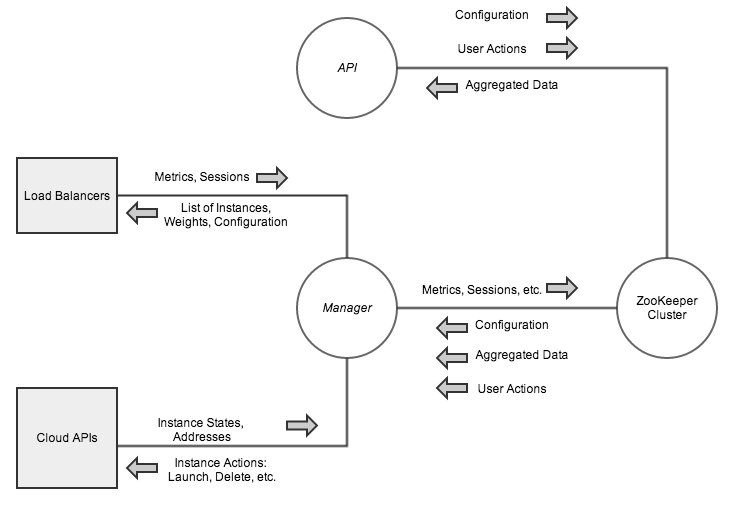 Configuration
User Actions
API
Aggregated Data
Metrics, Sessions
Load Balancers
List of Instances,
Weights, Configuration
Manager
Metrics, Sessions, etc.
ZooKeeper
Cluster
Configuration
Aggregated Data
User Actions
Instance States,
Addresses
Cloud APIs
Instance Actions:
Launch, Delete, etc.